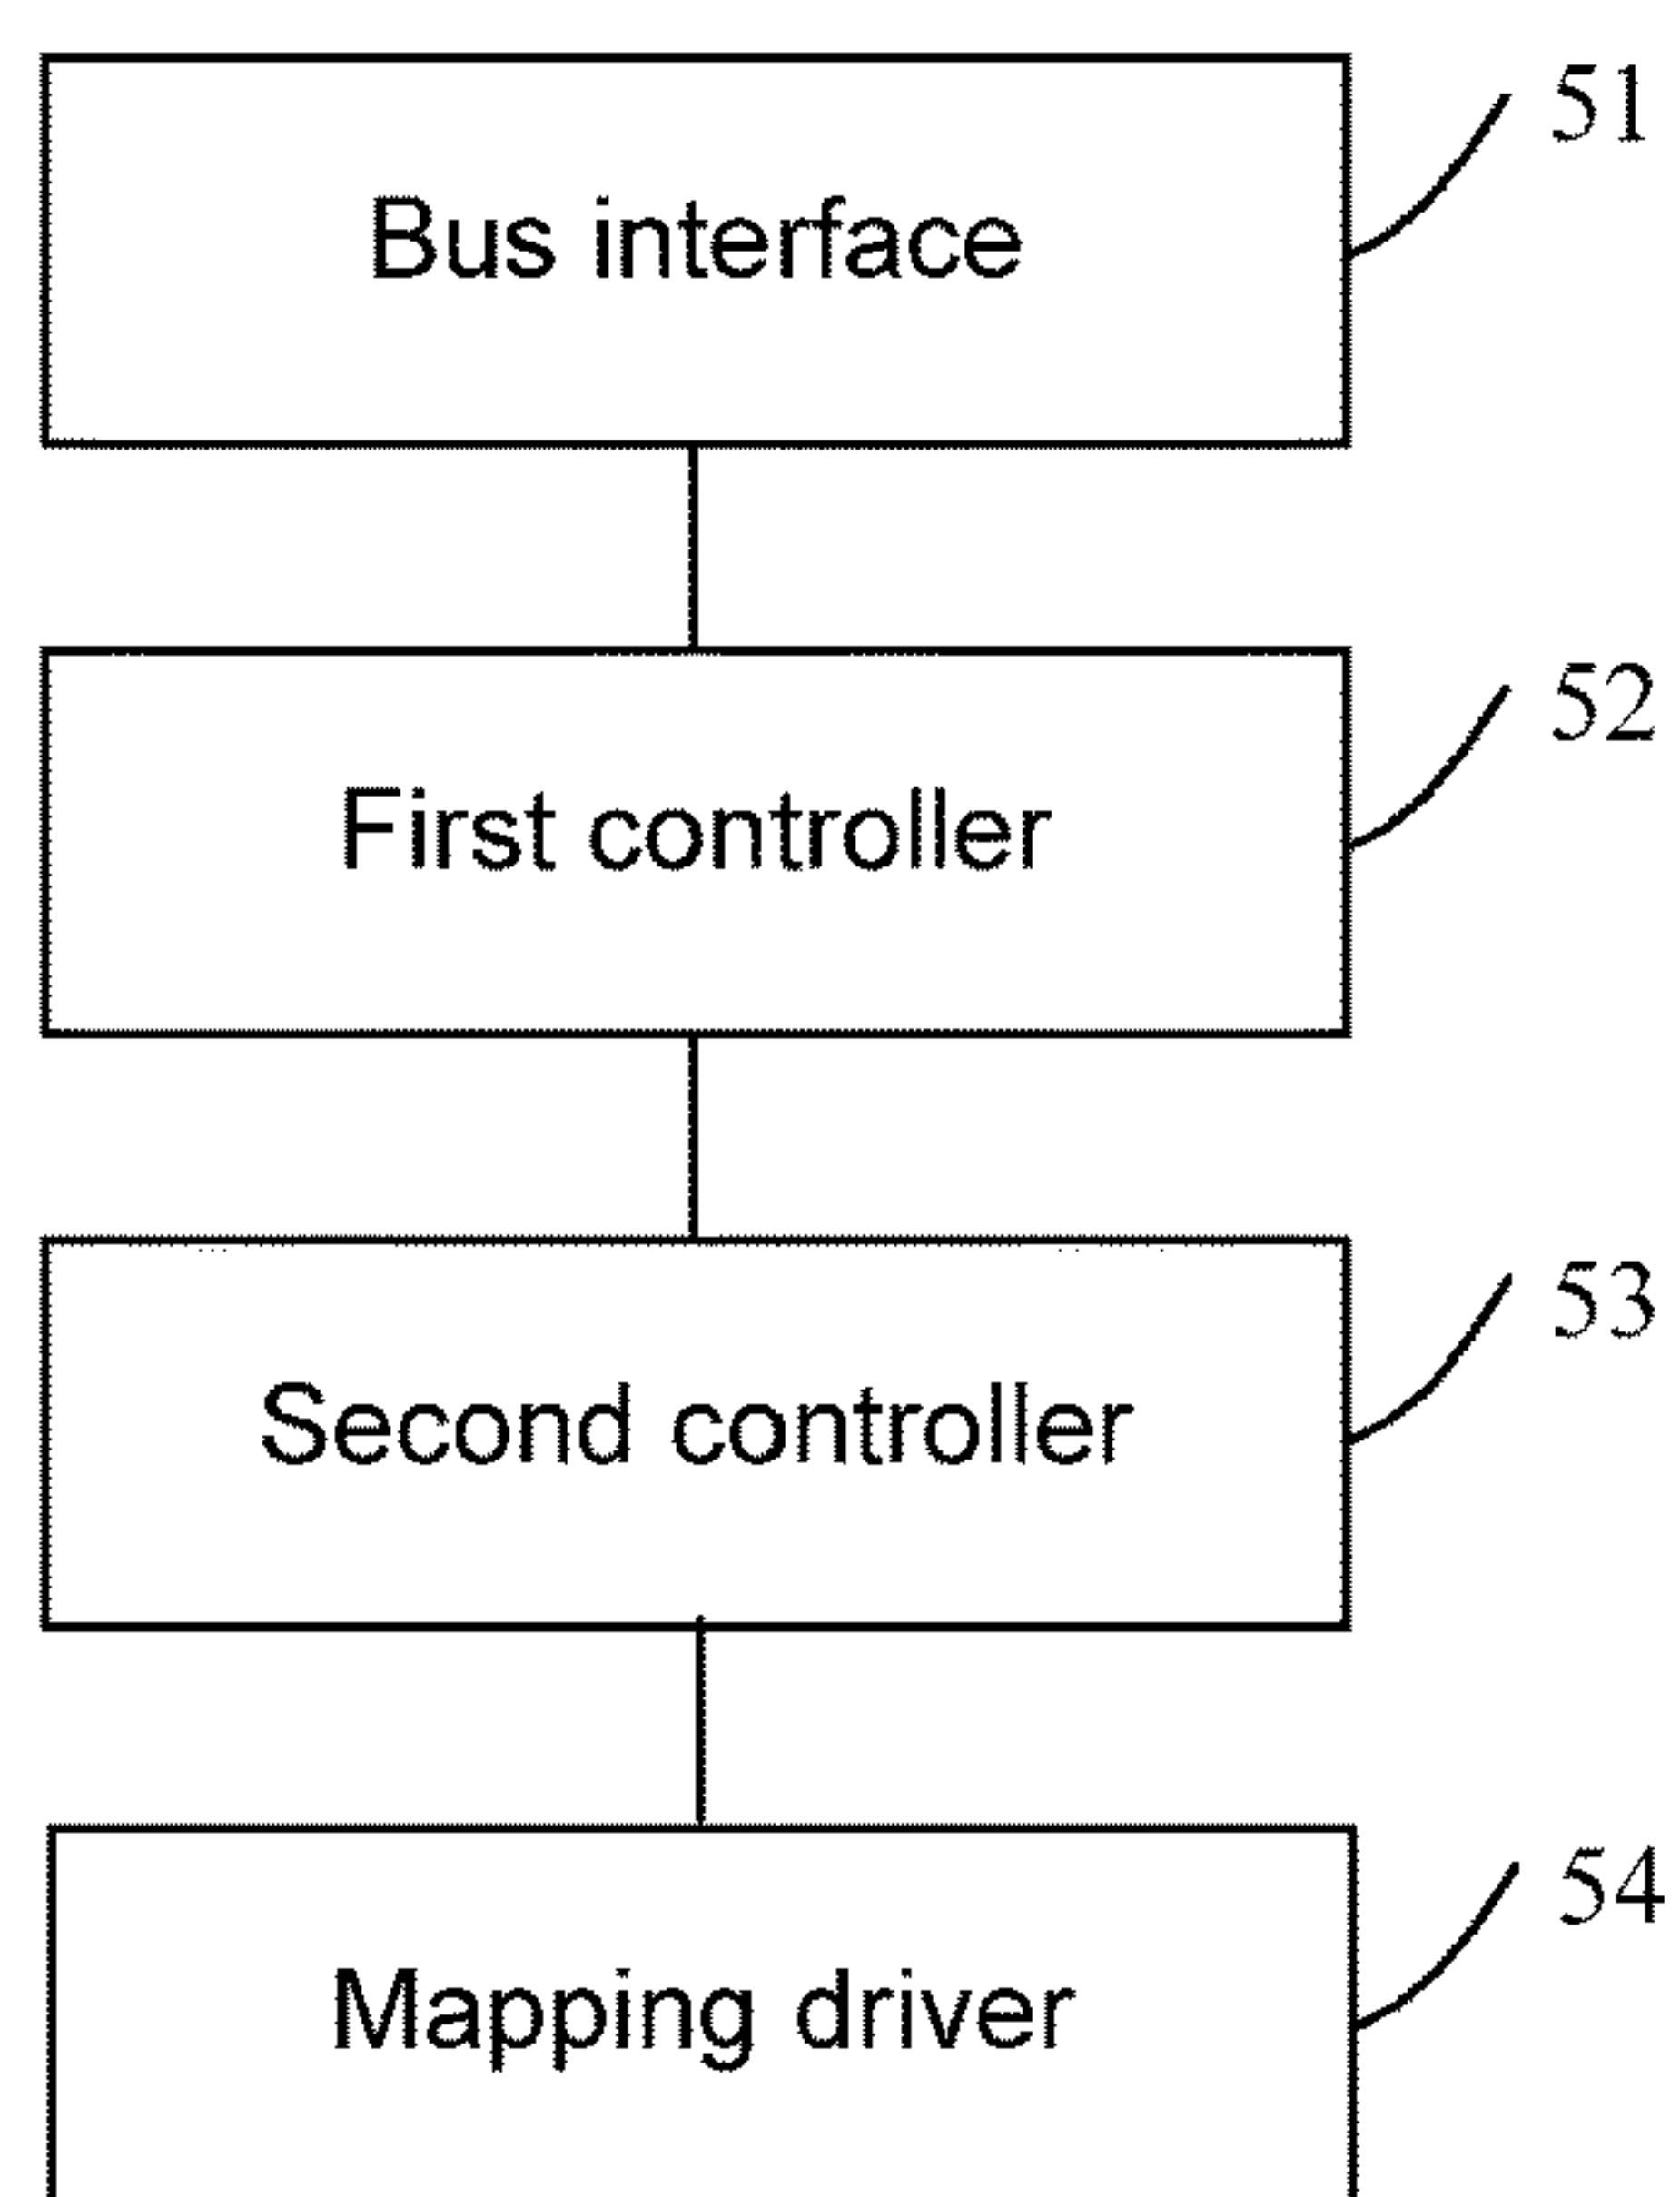 Bus interface
51
First controller
52
Second controller
53
Mapping driver
54